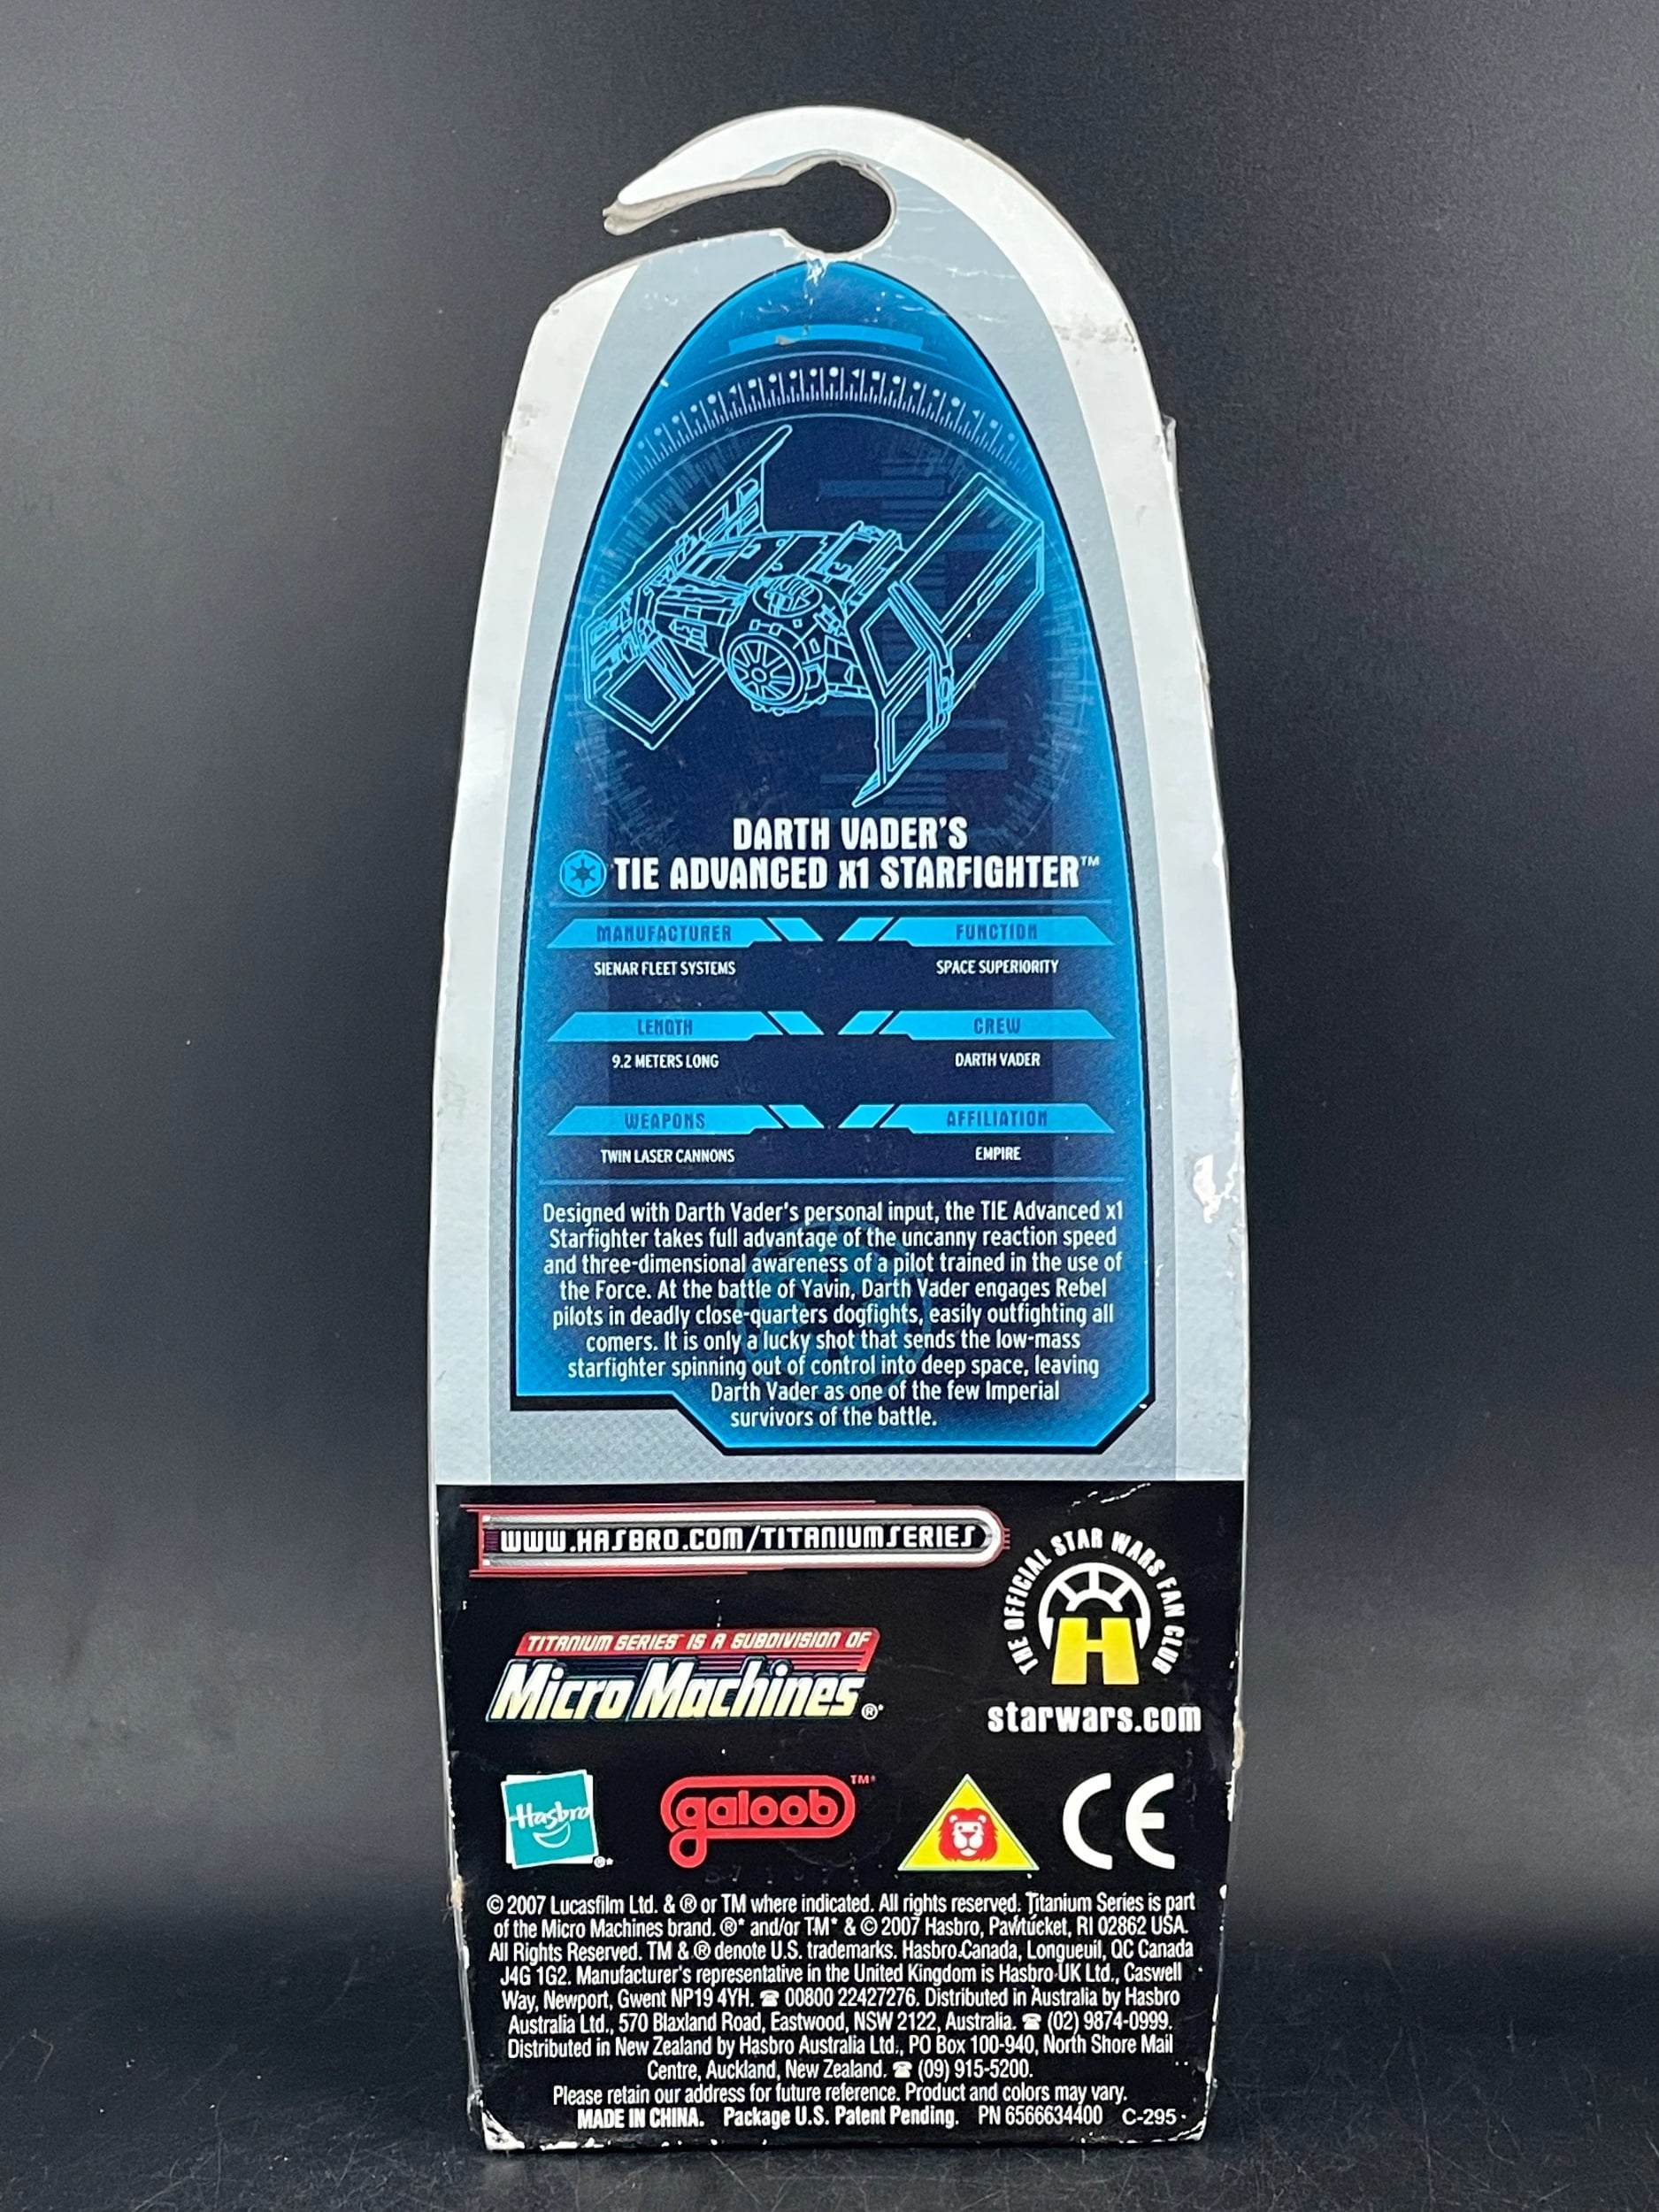 DARTH VADER'S
TIE ADVANCED X1 STARFIGHTER™
MANUFACTURER
SIENAR FLEET SYSTEMS
FUNCTION
SPACE SUPERIORITY
LENGTH
9.2 METERS LONG
CREW
DARTH VADER
WEAPONS
TWIN LASER CANNONS
AFFILIATION
EMPIRE
Designed with Darth Vader's personal input, the TIE Advanced x1
Starfighter takes full advantage of the uncanny reaction speed
and three-dimensional awareness of a pilot trained in the use of
the Force. At the battle of Yavin, Darth Vader engages Rebel
pilots in deadly close-quarters dogfights, easily outfighting all
comers. It is only a lucky shot that sends the low-mass
starfighter spinning out of control into deep space, leaving
Darth Vader as one of the few Imperial
survivors of the battle.
WWW.HASBRO.COM/TITANIUMSERIES
THE OFFICIAL STAR WARS FAN CLUB
H
starwars.com
TITANIUM SERIES™ IS A SUBDIVISION OF
Micro Machines®*
Hasbro®*
galoob™*
CE
© 2007 Lucasfilm Ltd. & ® or TM where indicated. All rights reserved. Titanium Series is part
of the Micro Machines brand. ®* and/or TM* & © 2007 Hasbro, Pawtucket, RI 02862 USA.
All Rights Reserved. TM & ® denote U.S. trademarks. Hasbro Canada, Longueuil, QC Canada
J4G 1G2. Manufacturer's representative in the United Kingdom is Hasbro UK Ltd., Caswell
Way, Newport, Gwent NP19 4YH. ☎ 00800 22427276. Distributed in Australia by Hasbro
Australia Ltd., 570 Blaxland Road, Eastwood, NSW 2122, Australia. ☎ (02) 9874-0999.
Distributed in New Zealand by Hasbro Australia Ltd., PO Box 100-940, North Shore Mail
Centre, Auckland, New Zealand. ☎ (09) 915-5200.
Please retain our address for future reference. Product and colors may vary.
MADE IN CHINA. Package U.S. Patent Pending. PN 6566634400 C-295